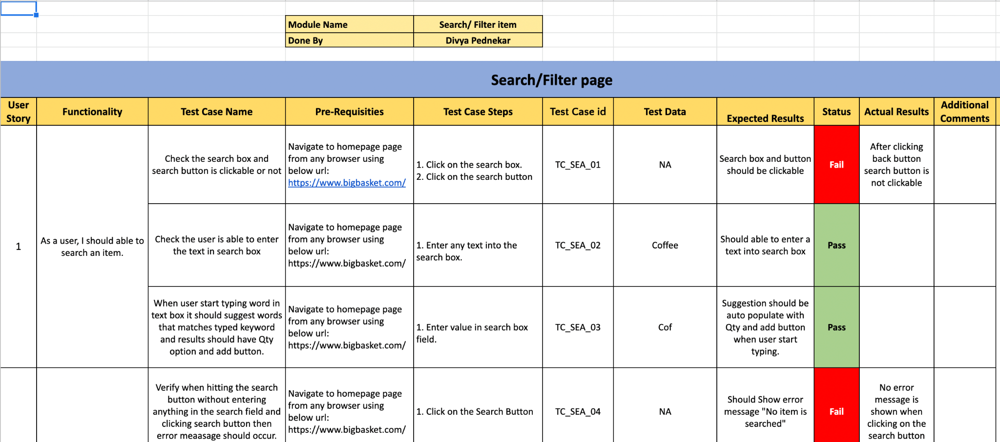 Module Name
Search/ Filter item
Done By
Divya Pednekar
Search/Filter page
User
Story
Functionality
Test Case Name
Pre-Requisities
Test Case Steps
Test Case id
Test Data
Expected Results
Status
Actual Results
Additional
Comments
1
As a user, I should able to
search an item.
Check the search box and
search button is clickable or not
Navigate to homepage page
from any browser using
below url:
https://www.bigbasket.com/
1. Click on the search box.
2. Click on the search button
TC_SEA_01
NA
Search box and button
should be clickable
Fail
After clicking
back button
search button is
not clickable
Check the user is able to enter
the text in search box
Navigate to homepage page
from any browser using
below url:
https://www.bigbasket.com/
1. Enter any text into the
search box.
TC_SEA_02
Coffee
Should able to enter a
text into search box
Pass
When user start typing word in
text box it should suggest words
that matches typed keyword
and results should have Qty
option and add button.
Navigate to homepage page
from any browser using
below url:
https://www.bigbasket.com/
1. Enter value in search box
field.
TC_SEA_03
Cof
Suggestion should be
auto populate with
Qty and add button
when user start
typing.
Pass
Verify when hitting the search
button without entering
anything in the search field and
clicking search button then
error meaasage should occur.
Navigate to homepage page
from any browser using
below url:
https://www.bigbasket.com/
1. Click on the Search Button
TC_SEA_04
NA
Should Show error
message "No item is
searched"
Fail
No error
message is
shown when
clicking on the
search button